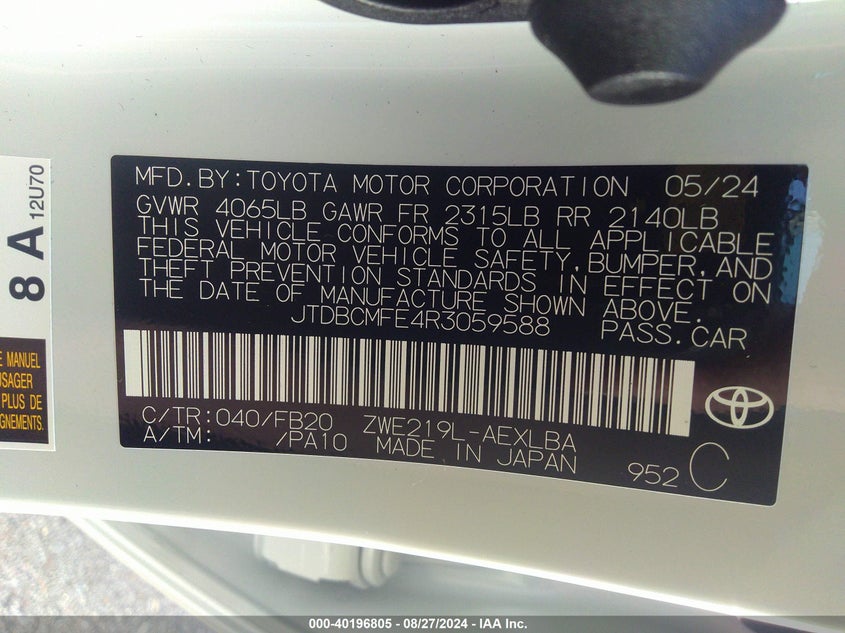 MFD.BY:TOYOTA MOTOR CORPORATION 05/24
GVWR 4065LB GAWR FR 2315LB RR 2140LB
THIS VEHICLE CONFORMS TO ALL APPLICABLE
FEDERAL MOTOR VEHICLE SAFETY,BUMPER,AND
THEFT PREVENTION STANDARDS IN EFFECT ON
THE DATE OF MANUFACTURE SHOWN ABOVE.
JTDBCMFE4R3059588 PASS.CAR
C/TR:040/FB20 ZWE219L-AEXLBA
A/TM: /PA10 MADE IN JAPAN 952 C
8 A 12U70
E MANUEL
USAGER
PLUS DE
GNEMENTS.
000-40196805 - 08/27/2024 - IAA Inc.